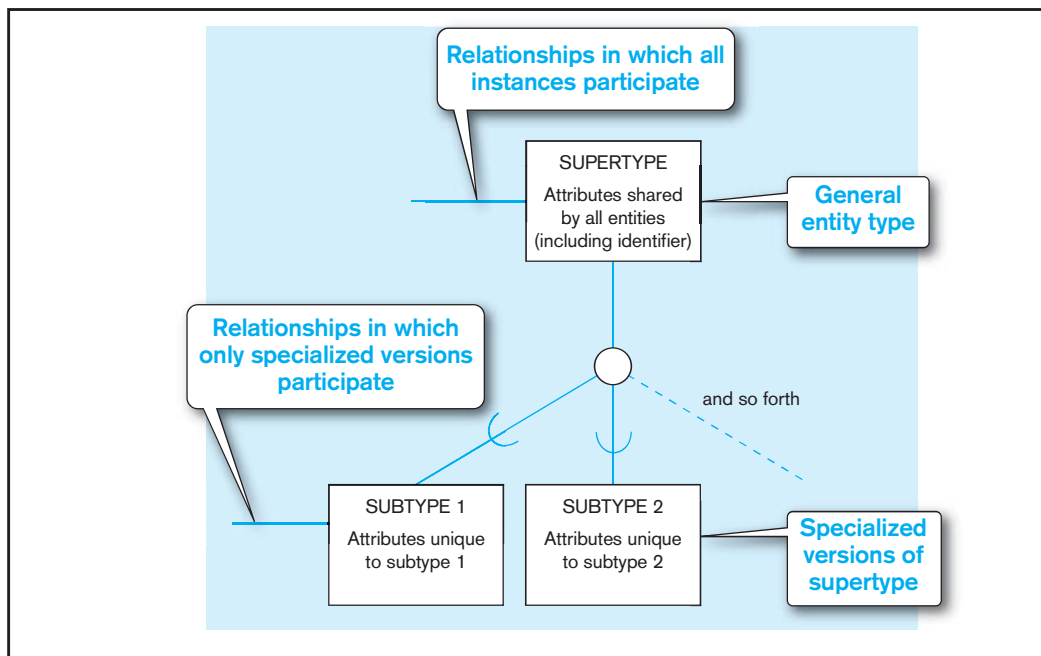 Relationships in which all
instances participate
SUPERTYPE
Attributes shared
by all entities
(including identifier)
General
entity type
Relationships in which
only specialized versions
participate
and so forth
SUBTYPE 1
Attributes unique
to subtype 1
SUBTYPE 2
Attributes unique
to subtype 2
Specialized
versions of
supertype